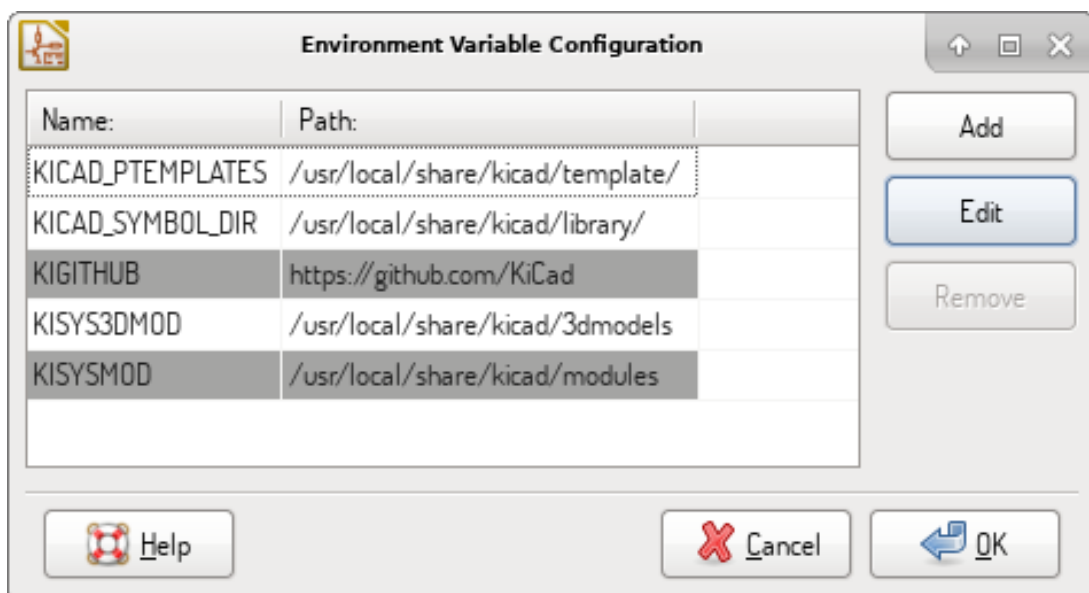 Environment Variable Configuration
Name: Path:
KICAD_PTEMPLATES /usr/local/share/kicad/template/
KICAD_SYMBOL_DIR /usr/local/share/kicad/library/
KIGITHUB https://github.com/KiCad
KISYS3DMOD /usr/local/share/kicad/3dmodels
KISYSMOD /usr/local/share/kicad/modules
Add
Edit
Remove
Help Cancel OK